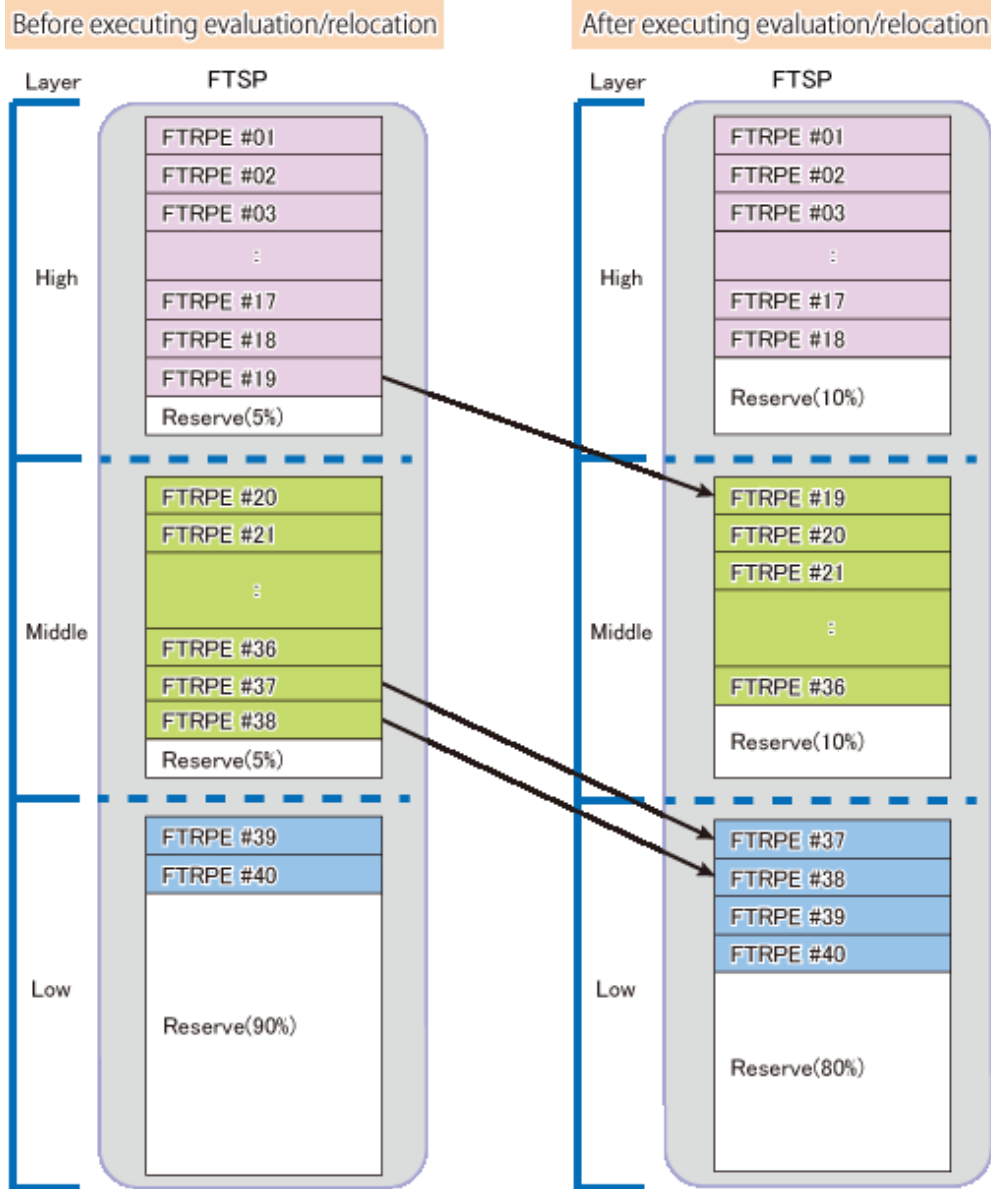 Before executing evaluation/relocation
Layer
FTSP
High
FTRPE #01
FTRPE #02
FTRPE #03
:
FTRPE #17
FTRPE #18
FTRPE #19
Reserve(5%)
Middle
FTRPE #20
FTRPE #21
:
FTRPE #36
FTRPE #37
FTRPE #38
Reserve(5%)
Low
FTRPE #39
FTRPE #40
Reserve(90%)
After executing evaluation/relocation
Layer
FTSP
High
FTRPE #01
FTRPE #02
FTRPE #03
:
FTRPE #17
FTRPE #18
Reserve(10%)
Middle
FTRPE #19
FTRPE #20
FTRPE #21
:
FTRPE #36
Reserve(10%)
Low
FTRPE #37
FTRPE #38
FTRPE #39
FTRPE #40
Reserve(80%)